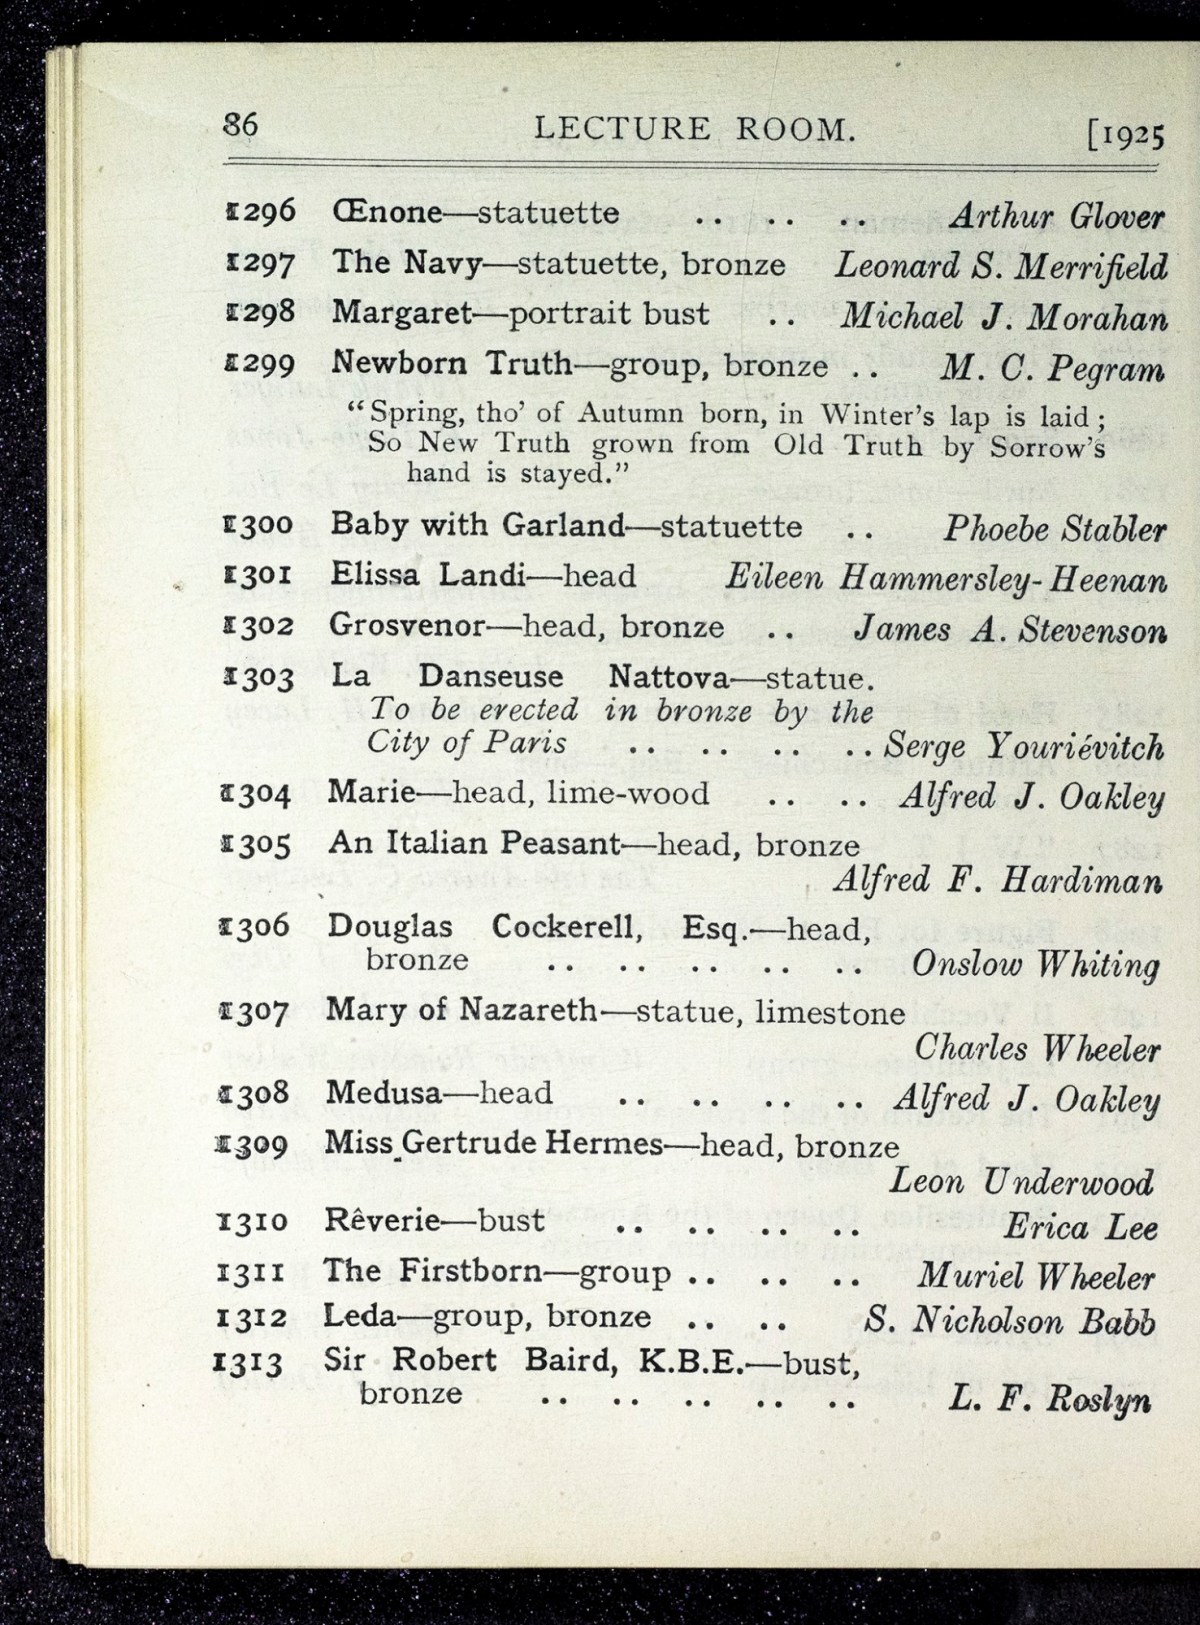 86 LECTURE ROOM. [1925
1296 Œnone—statuette .. .. .. Arthur Glover
1297 The Navy—statuette, bronze Leonard S. Merrifield
1298 Margaret—portrait bust .. Michael J. Morahan
1299 Newborn Truth—group, bronze .. M. C. Pegram
“Spring, tho’ of Autumn born, in Winter’s lap is laid;
So New Truth grown from Old Truth by Sorrow’s
hand is stayed.”
1300 Baby with Garland—statuette .. Phoebe Stabler
1301 Elissa Landi—head Eileen Hammersley-Heenan
1302 Grosvenor—head, bronze .. James A. Stevenson
1303 La Danseuse Nattova—statue.
To be erected in bronze by the
City of Paris .. .. .. .. Serge Youriévitch
1304 Marie—head, lime-wood .. .. Alfred J. Oakley
1305 An Italian Peasant—head, bronze
Alfred F. Hardiman
1306 Douglas Cockerell, Esq.—head,
bronze .. .. .. .. .. Onslow Whiting
1307 Mary of Nazareth—statue, limestone
Charles Wheeler
1308 Medusa—head .. .. .. .. Alfred J. Oakley
1309 Miss Gertrude Hermes—head, bronze
Leon Underwood
1310 Rêverie—bust .. .. .. .. Erica Lee
1311 The Firstborn—group .. .. .. Muriel Wheeler
1312 Leda—group, bronze .. .. S. Nicholson Babb
1313 Sir Robert Baird, K.B.E.—bust,
bronze .. .. .. .. .. L. F. Roslyn